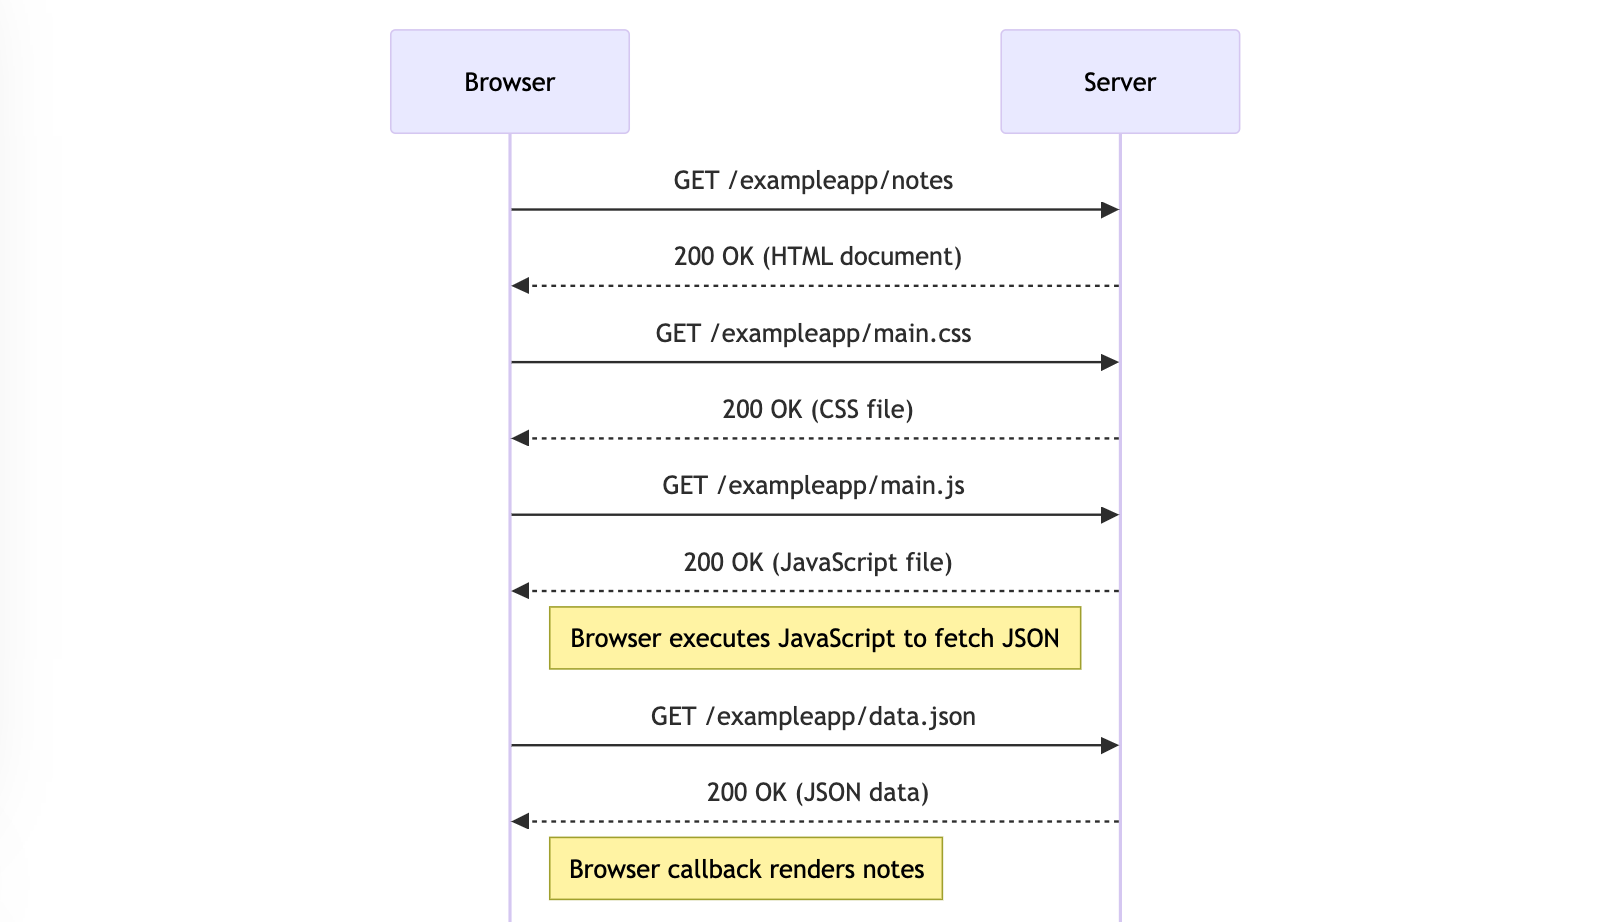 Browser
Server
GET /exampleapp/notes
200 OK (HTML document)
GET /exampleapp/main.css
200 OK (CSS file)
GET /exampleapp/main.js
200 OK (JavaScript file)
Browser executes JavaScript to fetch JSON
GET /exampleapp/data.json
200 OK (JSON data)
Browser callback renders notes